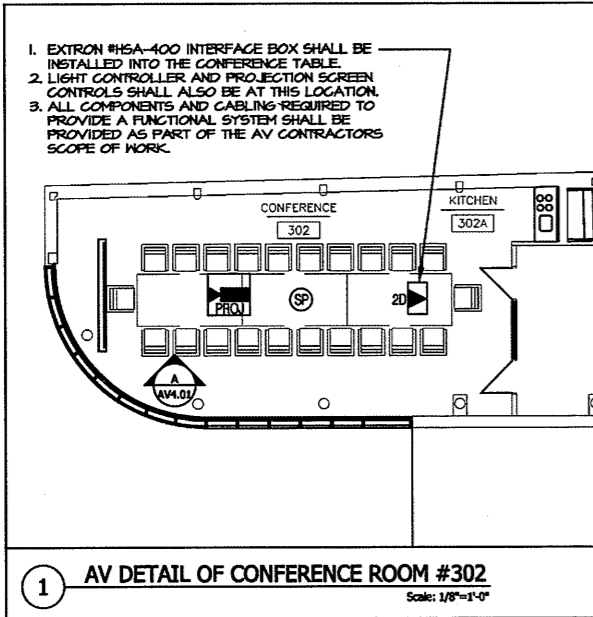 1. EXTRON #HSA-400 INTERFACE BOX SHALL BE
INSTALLED INTO THE CONFERENCE TABLE.
2. LIGHT CONTROLLER AND PROJECTION SCREEN
CONTROLS SHALL ALSO BE AT THIS LOCATION.
3. ALL COMPONENTS AND CABLING REQUIRED TO
PROVIDE A FUNCTIONAL SYSTEM SHALL BE
PROVIDED AS PART OF THE AV CONTRACTORS
SCOPE OF WORK.
CONFERENCE
302
KITCHEN
302A
PROJ
SP
2D
A
AV4.01
1
AV DETAIL OF CONFERENCE ROOM #302
Scale: 1/8"=1'-0"